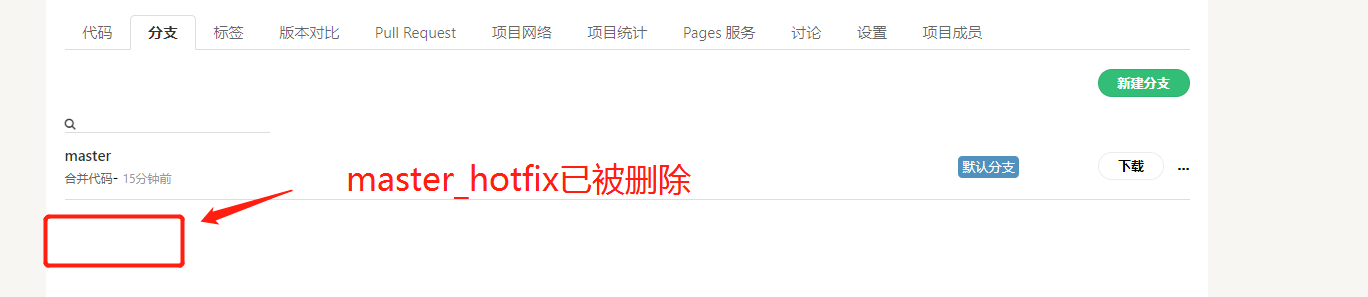 代码 分支 标签 版本对比 Pull Request 项目网络 项目统计 Pages 服务 讨论 设置 项目成员
新建分支
master
合并代码- 15分钟前
master_hotfix已被删除
默认分支
下载 ...